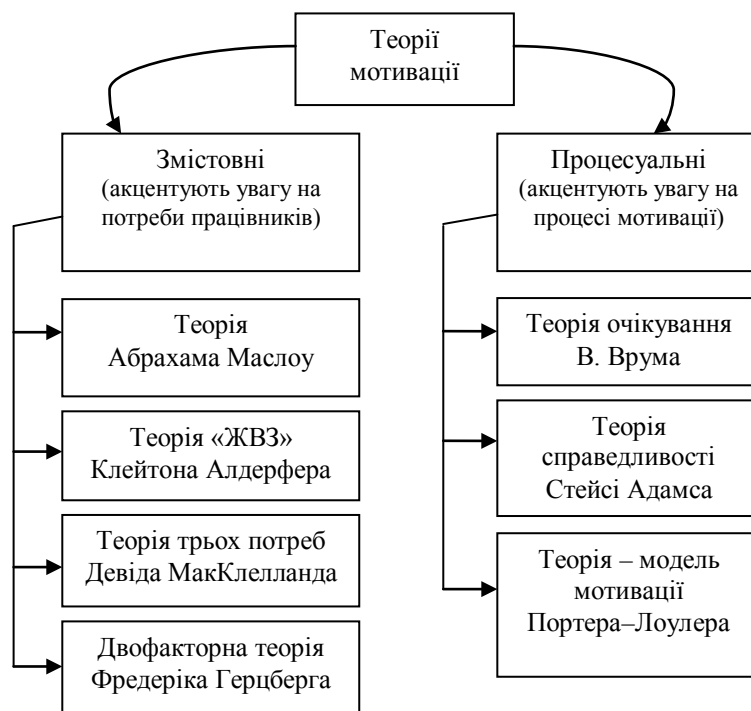 Теорії
мотивації
Змістовні
(акцентують увагу на
потреби працівників)
Теорія
Абрахама Маслоу
Теорія «ЖВЗ»
Клейтона Алдерфера
Теорія трьох потреб
Девіда МакКлелланда
Двофакторна теорія
Фредеріка Герцберга
Процесуальні
(акцентують увагу на
процесі мотивації)
Теорія очікування
В. Врума
Теорія
справедливості
Стейсі Адамса
Теорія – модель
мотивації
Портера–Лоулера